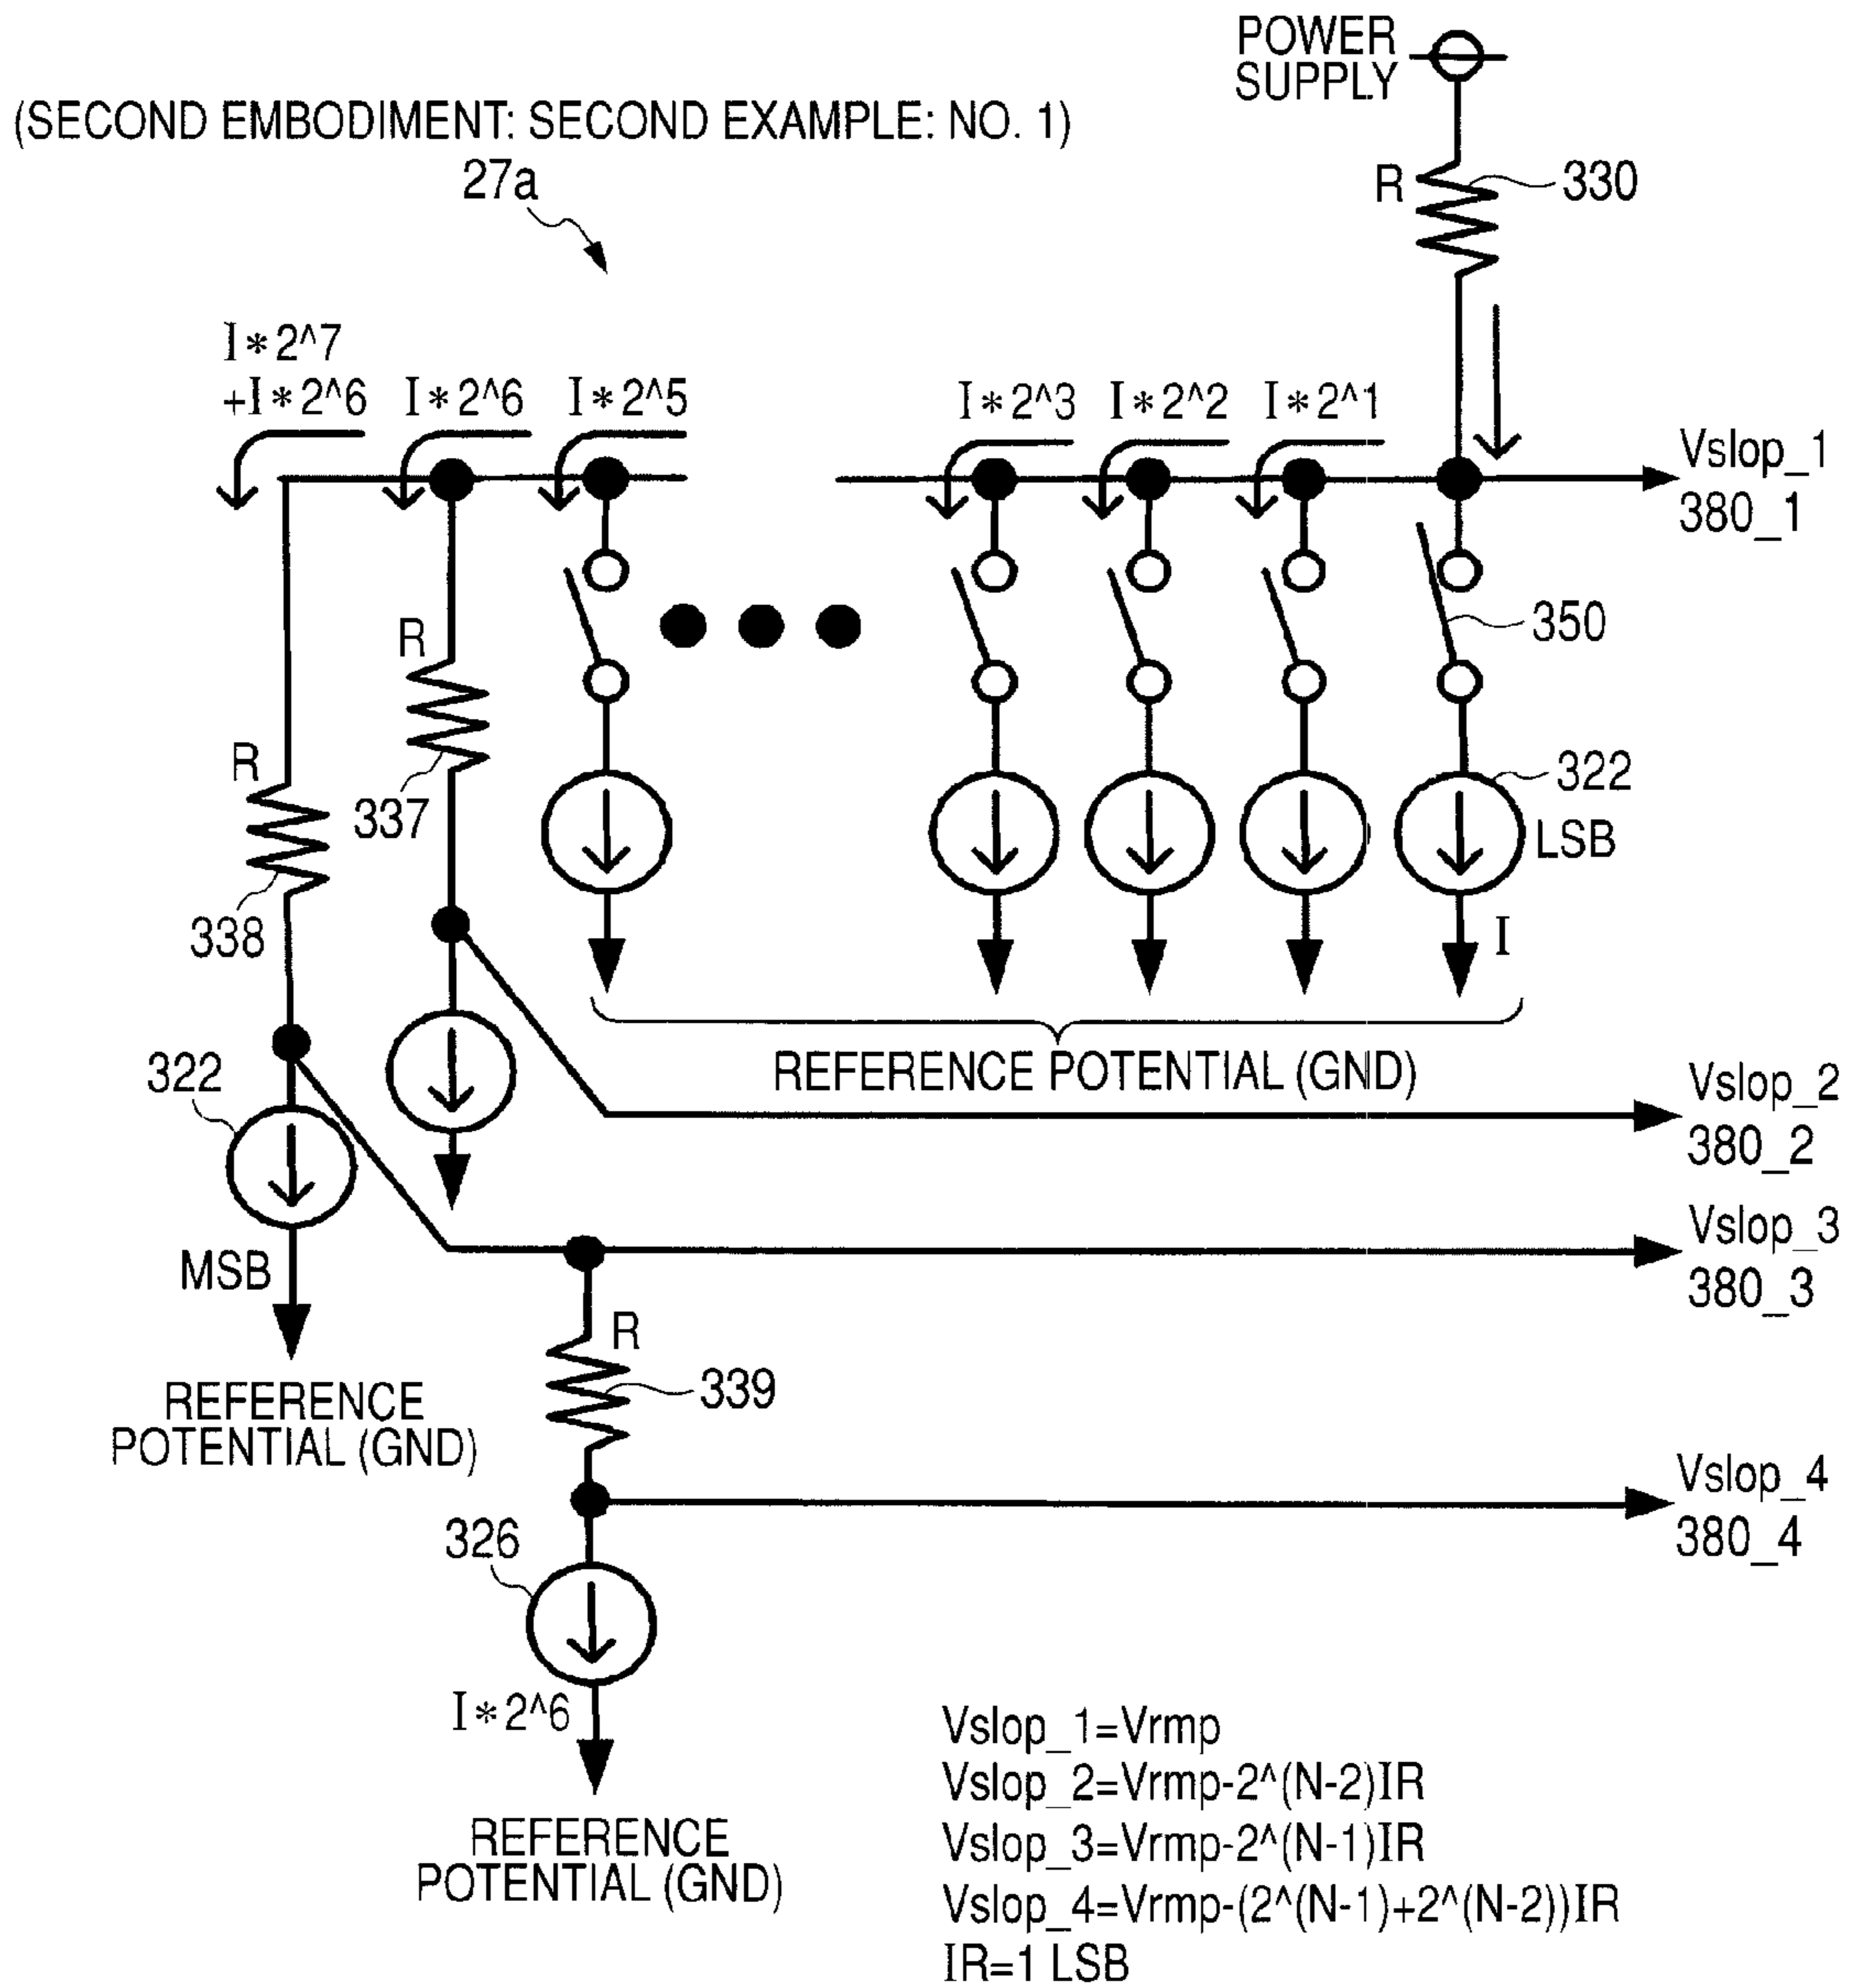 POWER
SUPPLY
(SECOND EMBODIMENT: SECOND EXAMPLE: NO. 1)
27a
R
330
I*2^7
+I*2^6
I*2^6
I*2^5
I*2^3
I*2^2
I*2^1
Vslop_1
380_1
350
R
337
R
338
322
LSB
I
REFERENCE POTENTIAL (GND)
322
MSB
REFERENCE
POTENTIAL (GND)
Vslop_2
380_2
Vslop_3
380_3
R
339
Vslop_4
380_4
326
I*2^6
REFERENCE
POTENTIAL (GND)
Vslop_1=Vrmp
Vslop_2=Vrmp-2^(N-2)IR
Vslop_3=Vrmp-2^(N-1)IR
Vslop_4=Vrmp-(2^(N-1)+2^(N-2))IR
IR=1 LSB